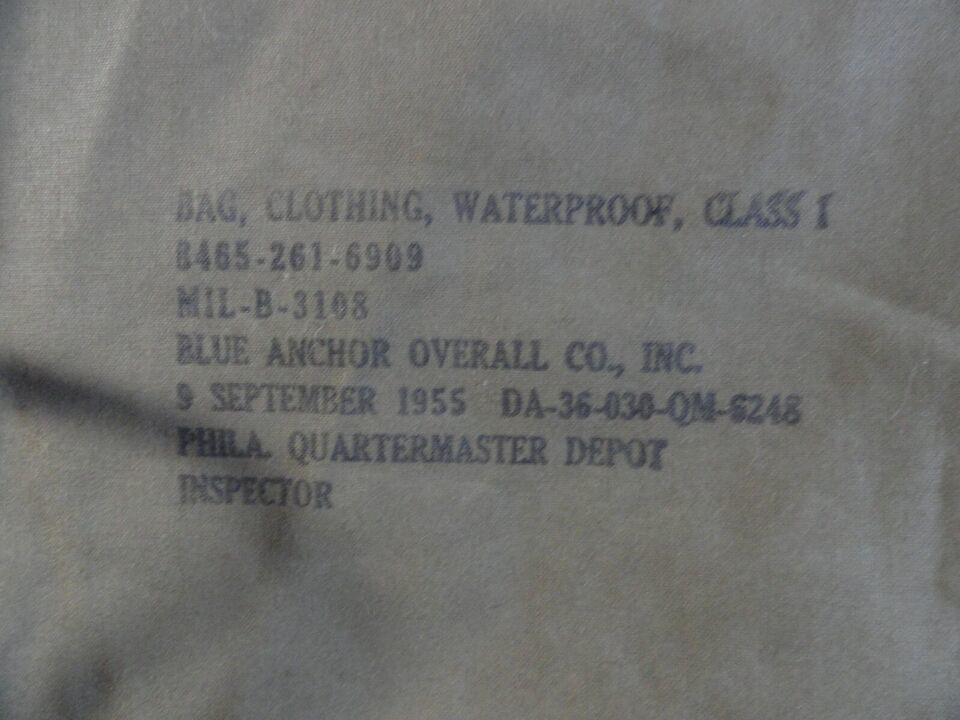 BAG, CLOTHING, WATERPROOF, CLASS I
8465-261-6909
MIL-B-3108
BLUE ANCHOR OVERALL CO., INC.
9 SEPTEMBER 1955 DA-36-030-QM-6248
PHILA. QUARTERMASTER DEPOT
INSPECTOR